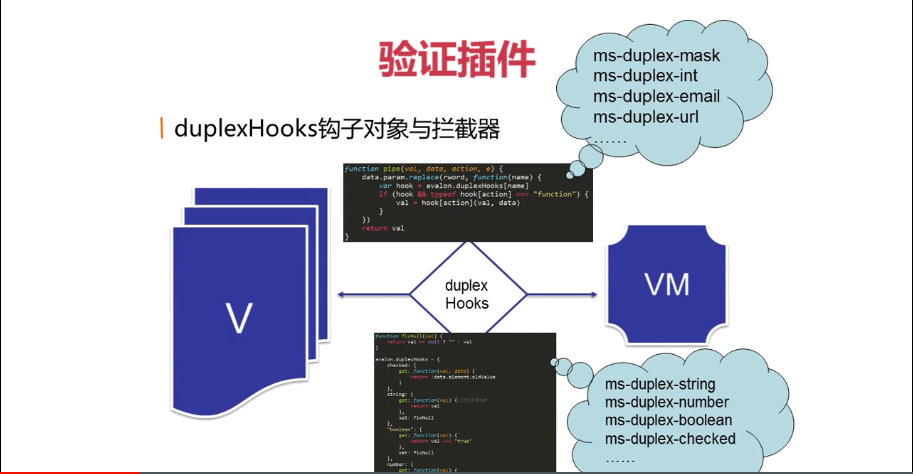 验证插件
duplexHooks钩子对象与拦截器
ms-duplex-mask
ms-duplex-int
ms-duplex-email
ms-duplex-url
......
function pipe(val, data, action, e) {
data.param.replace(rword, function(name) {
var hook = avalon.duplexHooks[name]
if (hook && typeof hook[action] === "function") {
val = hook[action](val, data)
}
})
return val
}
V
duplex
Hooks
VM
function fixNull(val) {
return val == null ? "" : val
}
avalon.duplexHooks = {
checked: {
get: function(val, data) {
return !data.element.oldValue
}
},
string: {
get: function(val) {
return val
},
set: fixNull
},
"boolean": {
get: function(val) {
return val === "true"
},
set: fixNull
},
number: {
get: function(val) {
ms-duplex-string
ms-duplex-number
ms-duplex-boolean
ms-duplex-checked
......